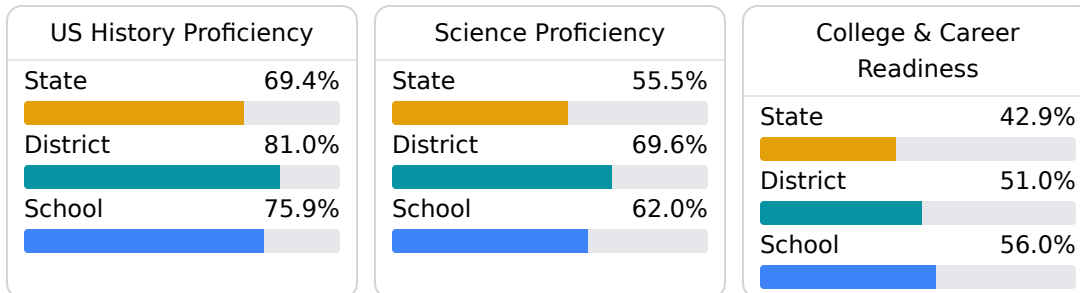 US History Proficiency
State 69.4%
District 81.0%
School 75.9%
Science Proficiency
State 55.5%
District 69.6%
School 62.0%
College & Career
Readiness
State 42.9%
District 51.0%
School 56.0%